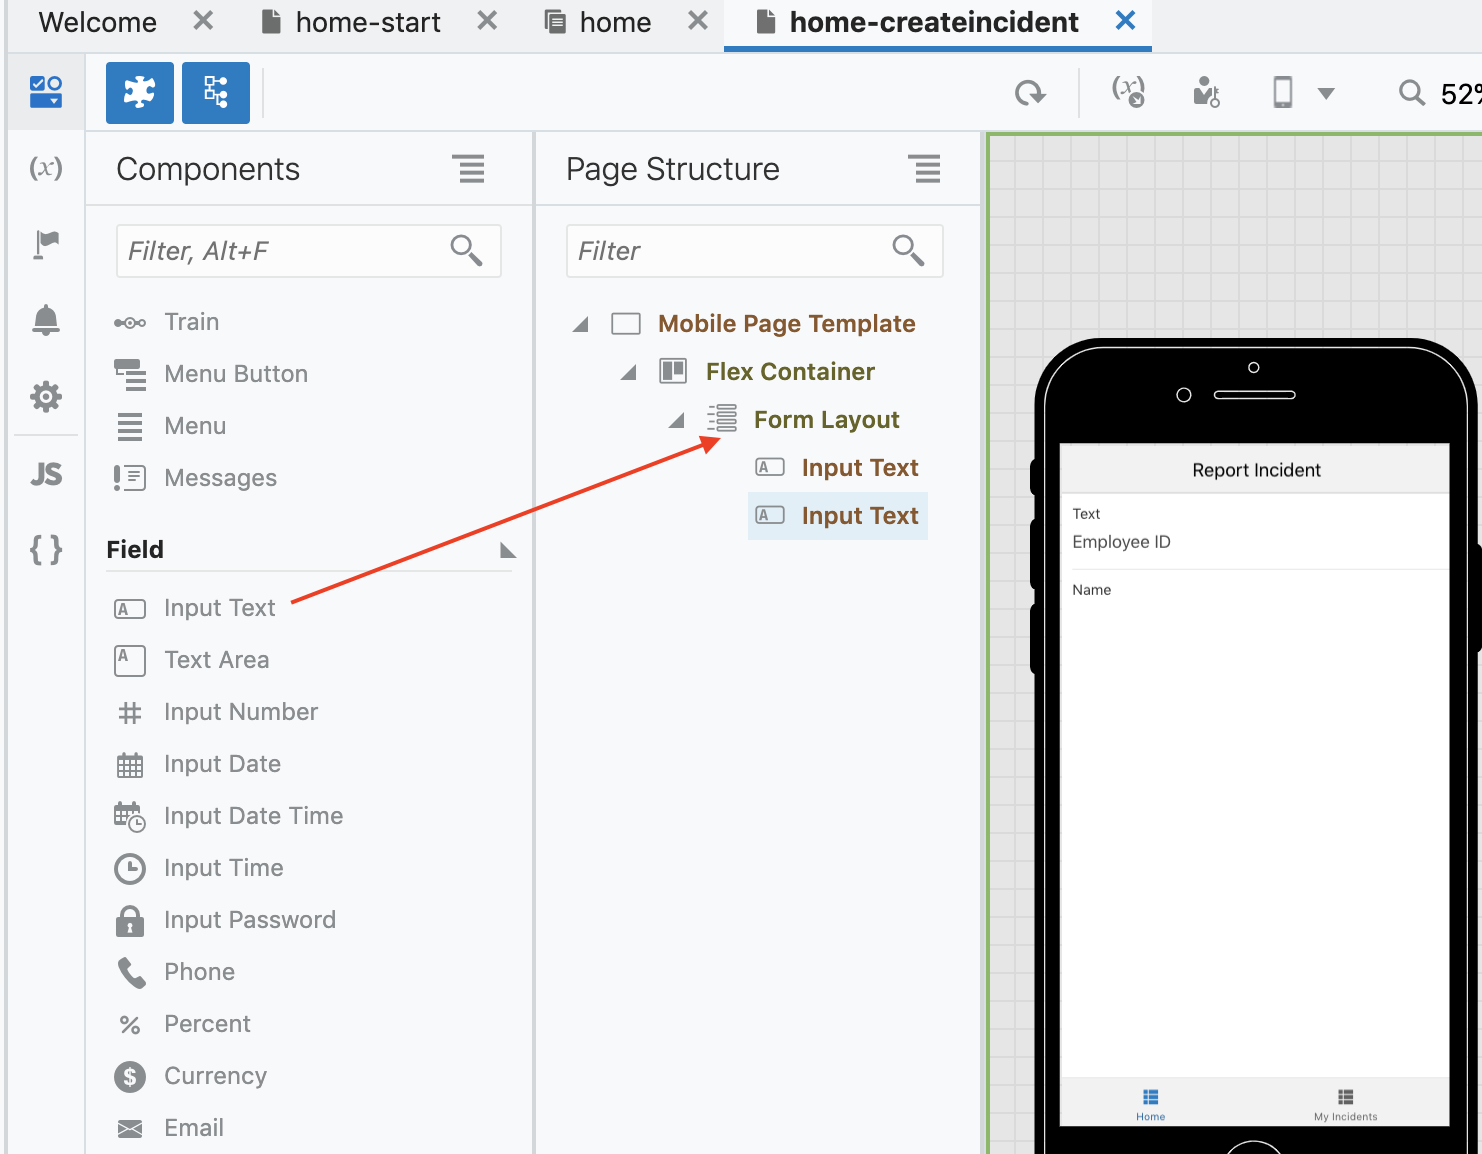 Welcome
home-start
home
home-createincident
52%
(x)
(x)
JS
{ }
Components
Filter, Alt+F
Train
Menu Button
Menu
Messages
Field
A Input Text
A Text Area
Input Number
Input Date
Input Date Time
Input Time
Input Password
Phone
% Percent
$ Currency
Email
Page Structure
Filter
Mobile Page Template
Flex Container
Form Layout
A Input Text
A Input Text
Report Incident
Text
Employee ID
Name
Home
My Incidents